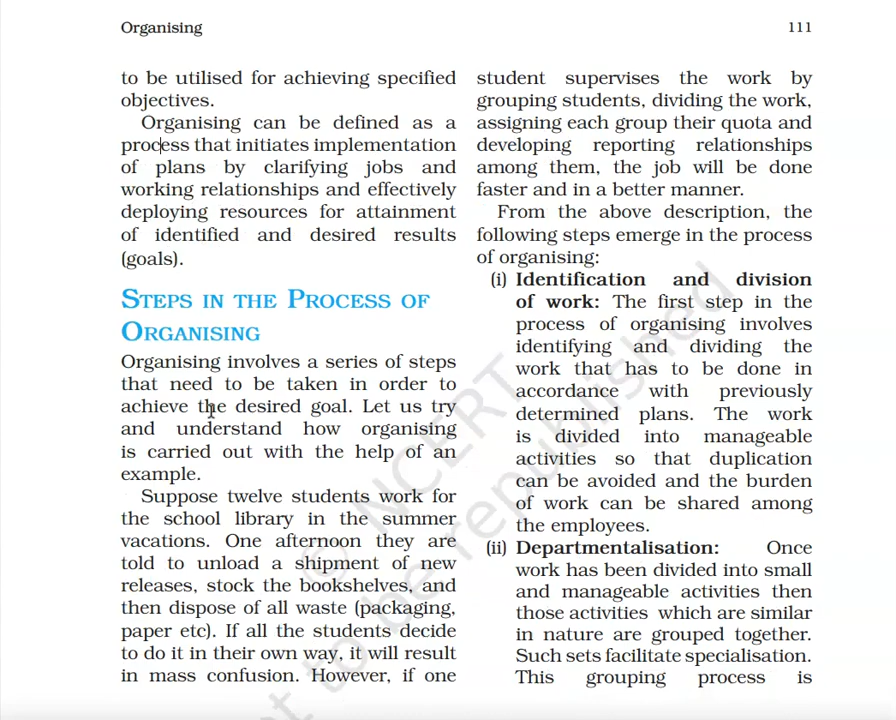 Organising
111
to be utilised for achieving specified
objectives.
Organising can be defined as a
process that initiates implementation
of plans by clarifying jobs and
working relationships and effectively
deploying resources for attainment
of identified and desired results
(goals).
STEPS IN THE PROCESS OF
ORGANISING
Organising involves a series of steps
that need to be taken in order to
achieve the desired goal. Let us try
and understand how organising
is carried out with the help of an
example.
Suppose twelve students work for
the school library in the summer
vacations. One afternoon they are
told to unload a shipment of new
releases, stock the bookshelves, and
then dispose of all waste (packaging,
paper etc). If all the students decide
to do it in their own way, it will result
in mass confusion. However, if one
student supervises the work by
grouping students, dividing the work,
assigning each group their quota and
developing reporting relationships
among them, the job will be done
faster and in a better manner.
From the above description, the
following steps emerge in the process
of organising:
(i) Identification and division
of work: The first step in the
process of organising involves
identifying and dividing the
work that has to be done in
accordance with previously
determined plans. The work
is divided into manageable
activities so that duplication
can be avoided and the burden
of work can be shared among
the employees.
(ii) Departmentalisation: Once
work has been divided into small
and manageable activities then
those activities which are similar
in nature are grouped together.
Such sets facilitate specialisation.
This grouping process is
© NCERT
not to be republished